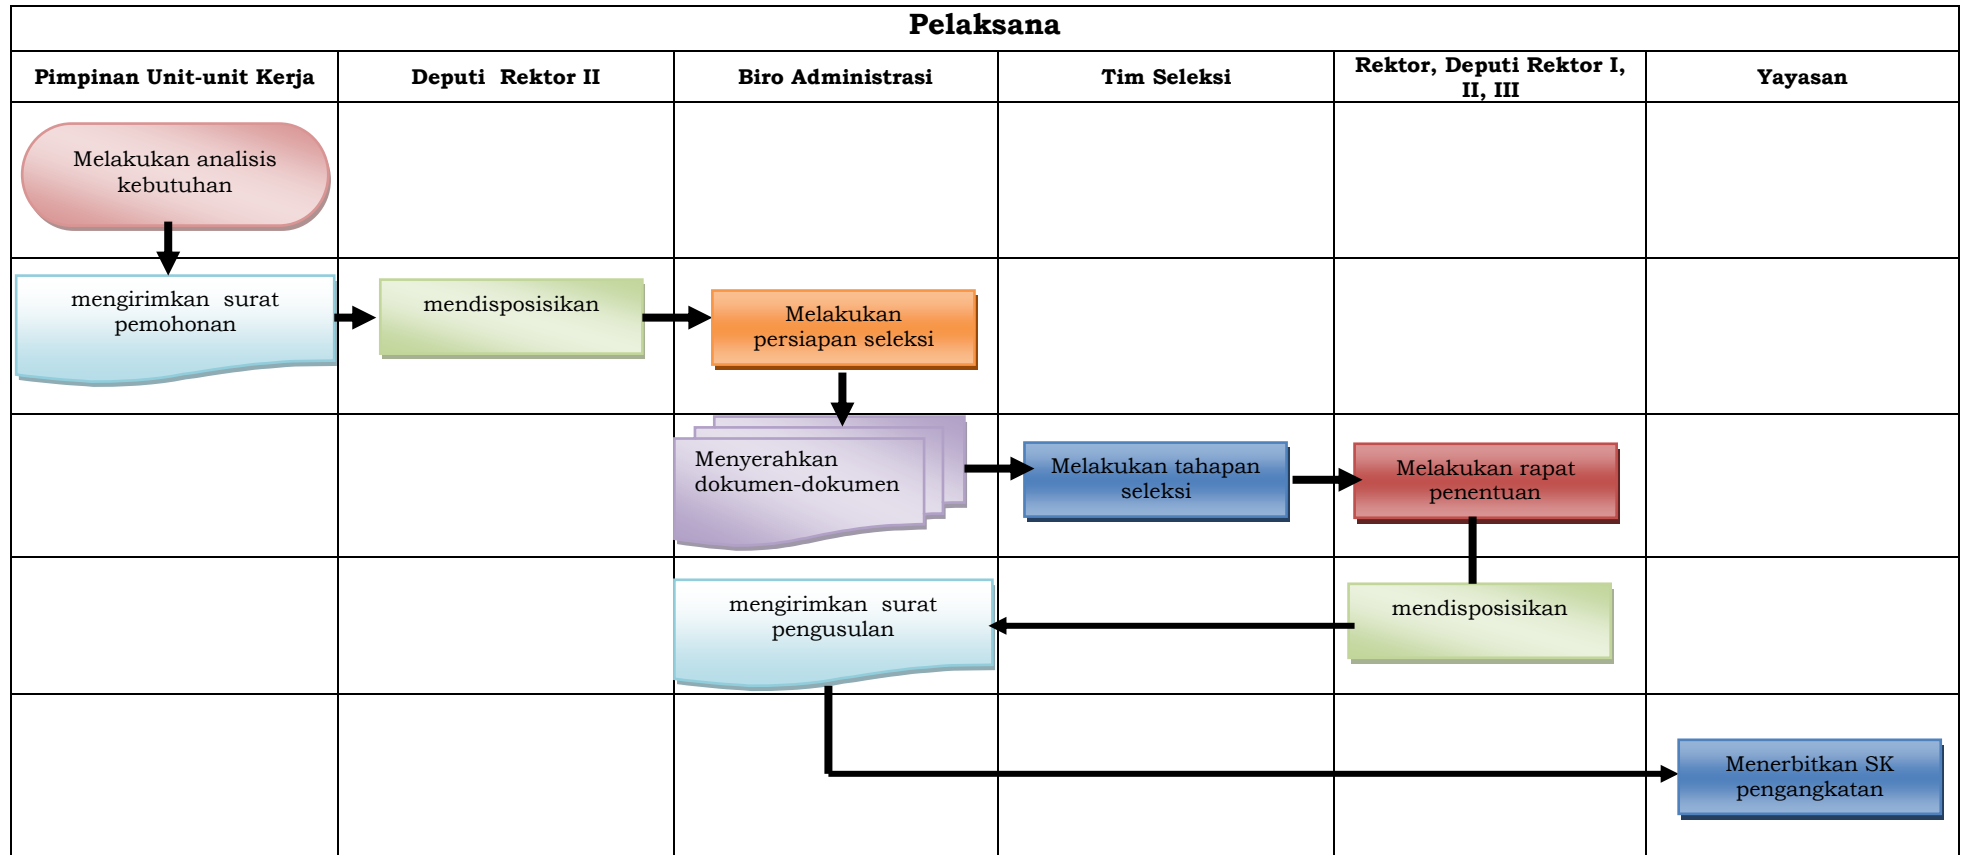 Pelaksana
Pimpinan Unit-unit Kerja
Deputi Rektor II
Biro Administrasi
Tim Seleksi
Rektor, Deputi Rektor I,
II, III
Yayasan
Melakukan analisis
kebutuhan
mengirimkan surat
pemohonan
mendisposisikan
Melakukan
persiapan seleksi
Menyerahkan
dokumen-dokumen
Melakukan tahapan
seleksi
Melakukan rapat
penentuan
mengirimkan surat
pengusulan
mendisposisikan
Menerbitkan SK
pengangkatan